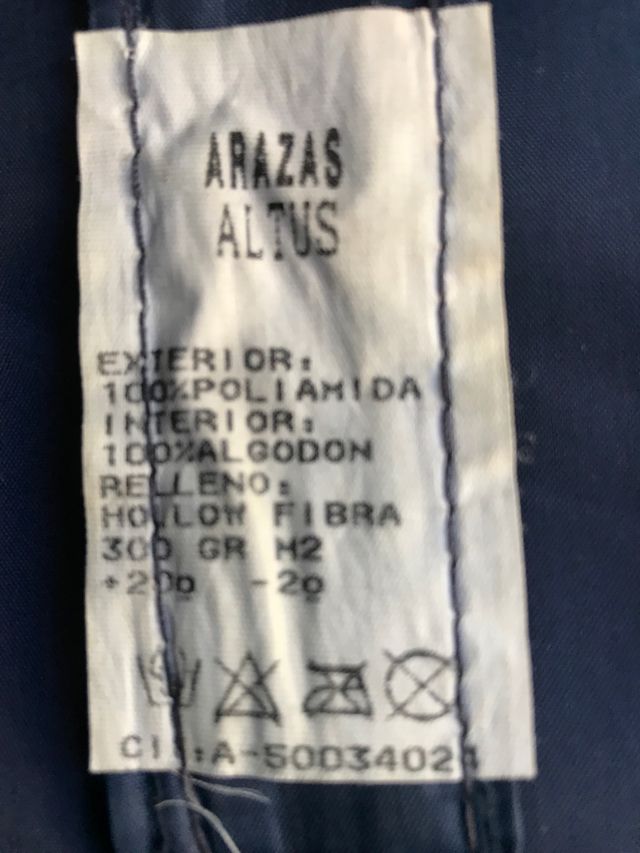 ARAZAS
ALTUS
EXTERIOR:
100%POLIAMIDA
INTERIOR:
100%ALGODON
RELLENO:
HOLLOW FIBRA
300 GR M2
+20º -2º
CIF:A-50034024